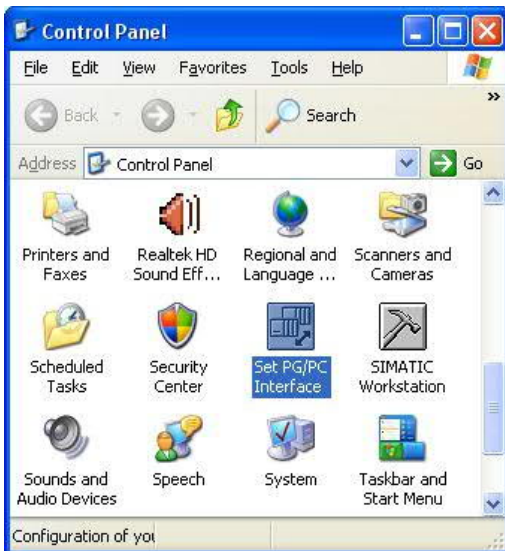 Control Panel
File Edit View Favorites Tools Help
Back Search »
Address Control Panel Go
Printers and Faxes
Realtek HD Sound Eff...
Regional and Language ...
Scanners and Cameras
Scheduled Tasks
Security Center
Set PG/PC Interface
SIMATIC Workstation
Sounds and Audio Devices
Speech
System
Taskbar and Start Menu
Configuration of you